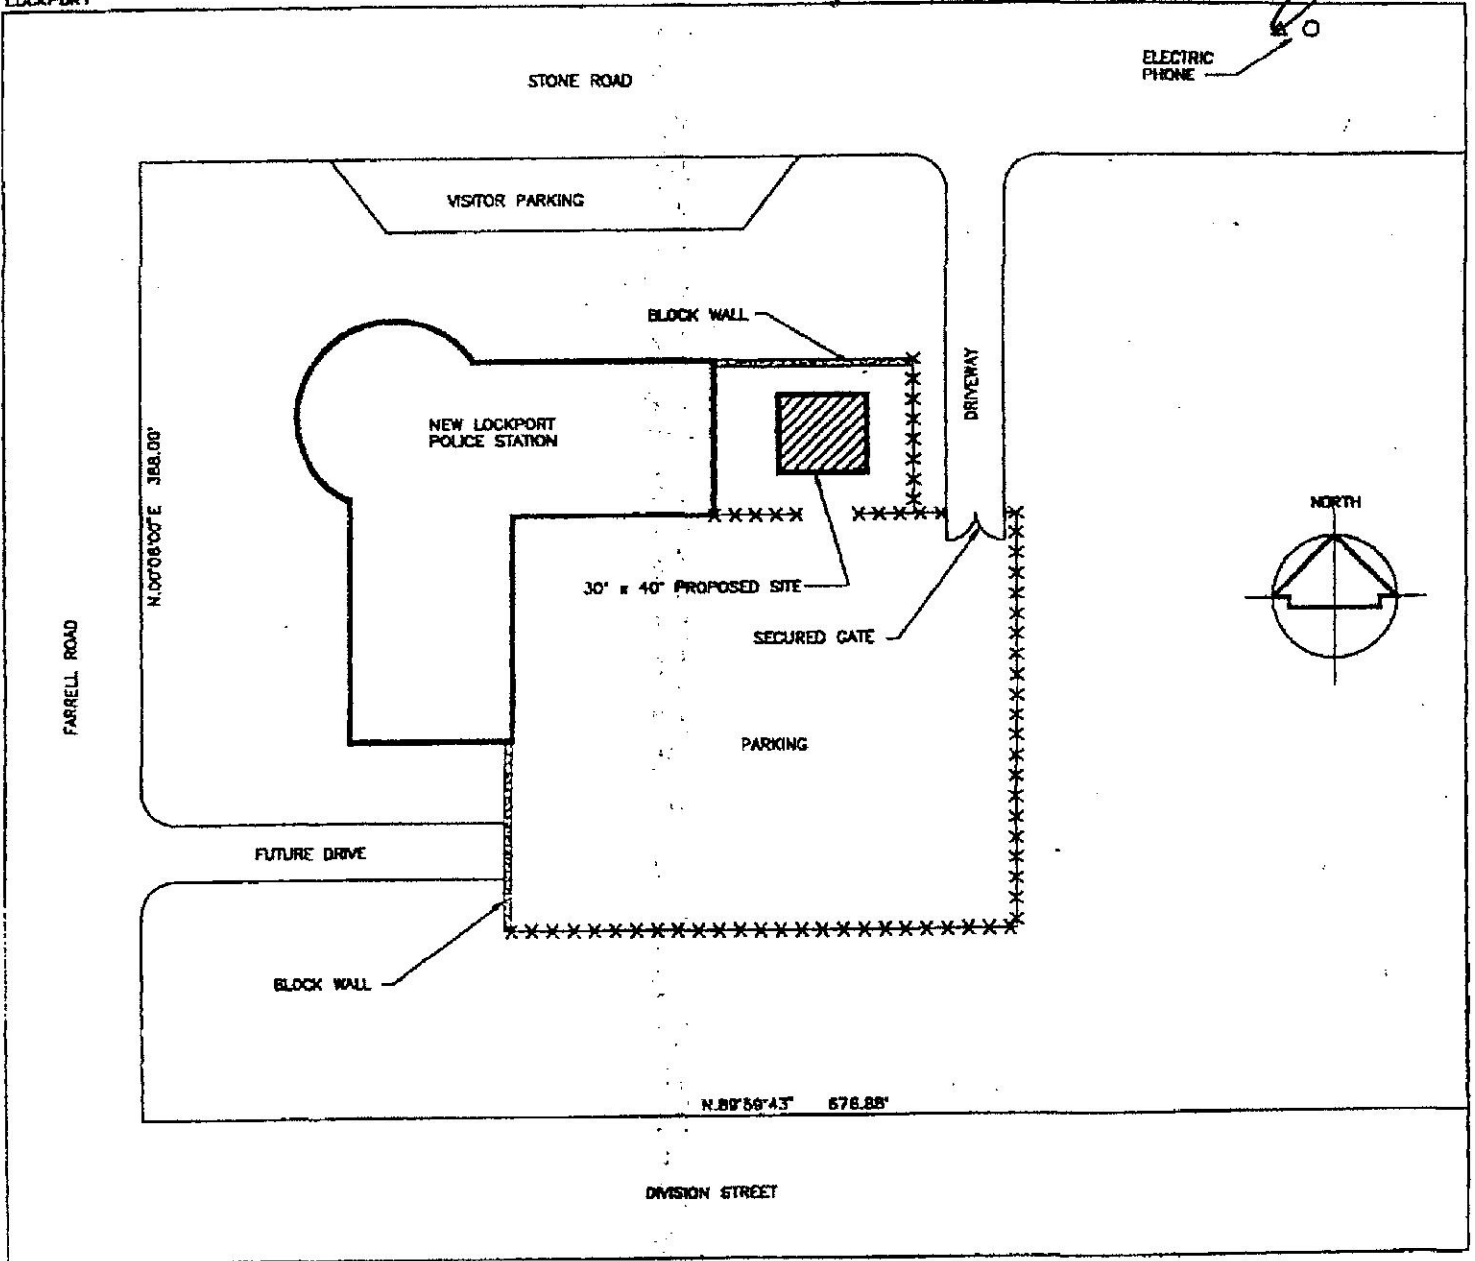 LOCKPORT
STONE ROAD
ELECTRIC
PHONE
VISITOR PARKING
BLOCK WALL
DRIVEWAY
NEW LOCKPORT
POLICE STATION
N.00°08'00"E 388.00'
NORTH
30' x 40' PROPOSED SITE
SECURED GATE
FARRELL ROAD
PARKING
FUTURE DRIVE
BLOCK WALL
N.89°59'43" 676.88'
DIVISION STREET